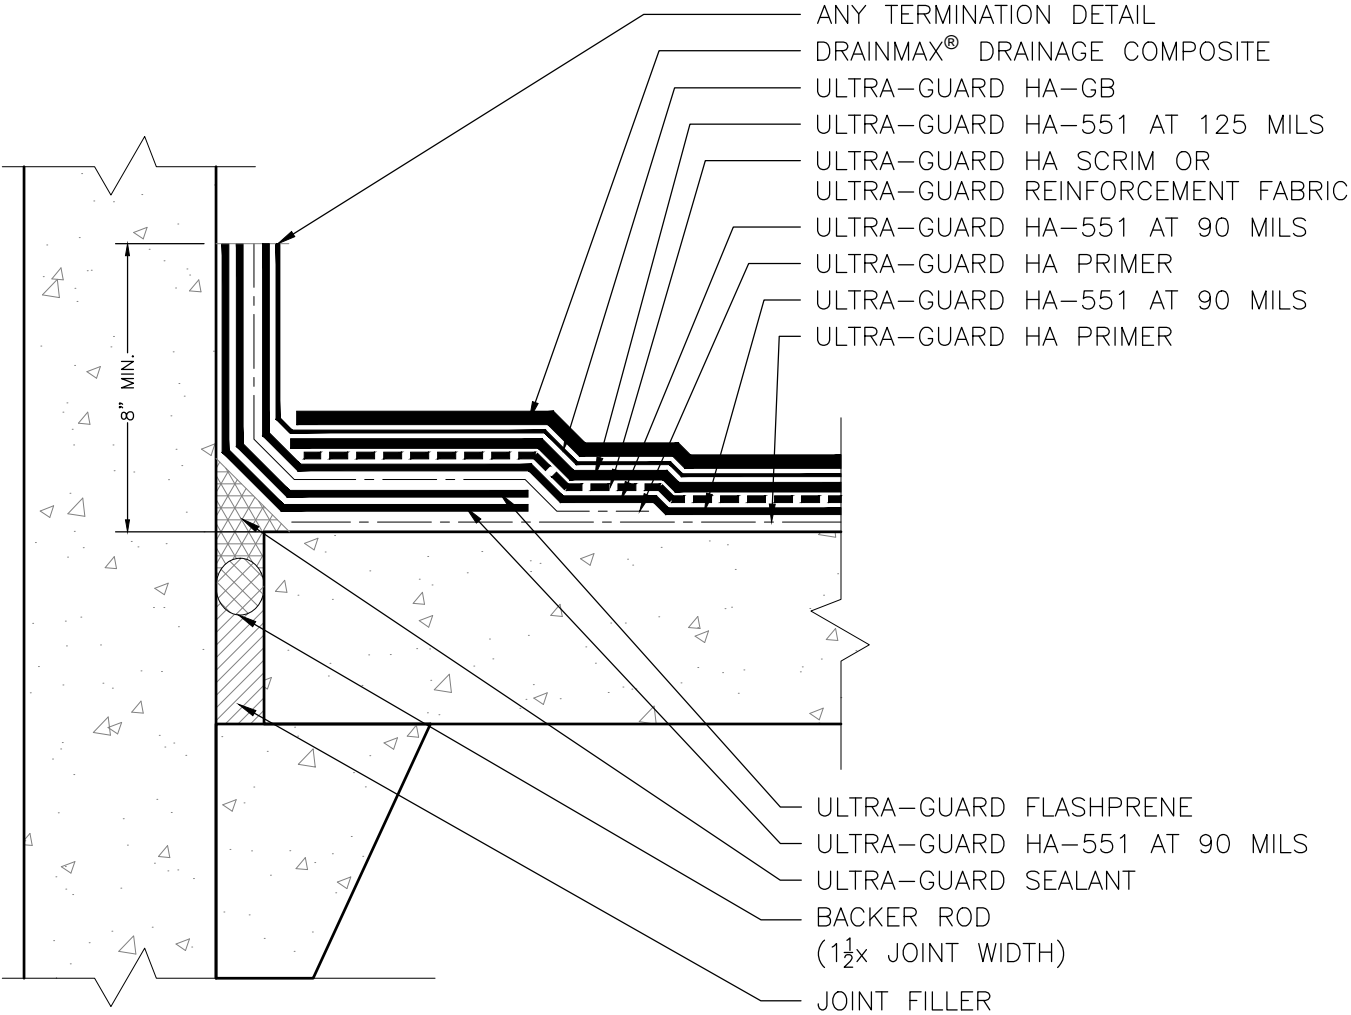 ANY TERMINATION DETAIL
DRAINMAX® DRAINAGE COMPOSITE
ULTRA-GUARD HA-GB
ULTRA-GUARD HA-551 AT 125 MILS
ULTRA-GUARD HA SCRIM OR
ULTRA-GUARD REINFORCEMENT FABRIC
ULTRA-GUARD HA-551 AT 90 MILS
ULTRA-GUARD HA PRIMER
ULTRA-GUARD HA-551 AT 90 MILS
ULTRA-GUARD HA PRIMER
8" MIN.
ULTRA-GUARD FLASHPRENE
ULTRA-GUARD HA-551 AT 90 MILS
ULTRA-GUARD SEALANT
BACKER ROD
(1½x JOINT WIDTH)
JOINT FILLER